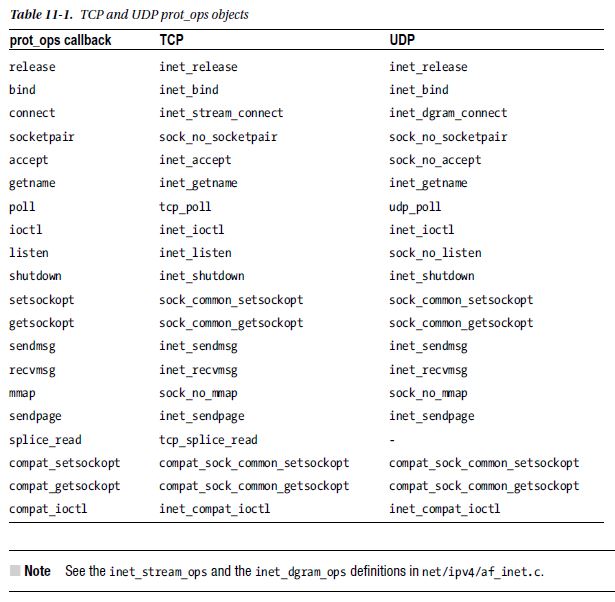 Table 11-1. TCP and UDP prot_ops objects
prot_ops callback TCP UDP
release inet_release inet_release
bind inet_bind inet_bind
connect inet_stream_connect inet_dgram_connect
socketpair sock_no_socketpair sock_no_socketpair
accept inet_accept sock_no_accept
getname inet_getname inet_getname
poll tcp_poll udp_poll
ioctl inet_ioctl inet_ioctl
listen inet_listen sock_no_listen
shutdown inet_shutdown inet_shutdown
setsockopt sock_common_setsockopt sock_common_setsockopt
getsockopt sock_common_getsockopt sock_common_getsockopt
sendmsg inet_sendmsg inet_sendmsg
recvmsg inet_recvmsg inet_recvmsg
mmap sock_no_mmap sock_no_mmap
sendpage inet_sendpage inet_sendpage
splice_read tcp_splice_read -
compat_setsockopt compat_sock_common_setsockopt compat_sock_common_setsockopt
compat_getsockopt compat_sock_common_getsockopt compat_sock_common_getsockopt
compat_ioctl inet_compat_ioctl inet_compat_ioctl
Note See the inet_stream_ops and the inet_dgram_ops definitions in net/ipv4/af_inet.c.